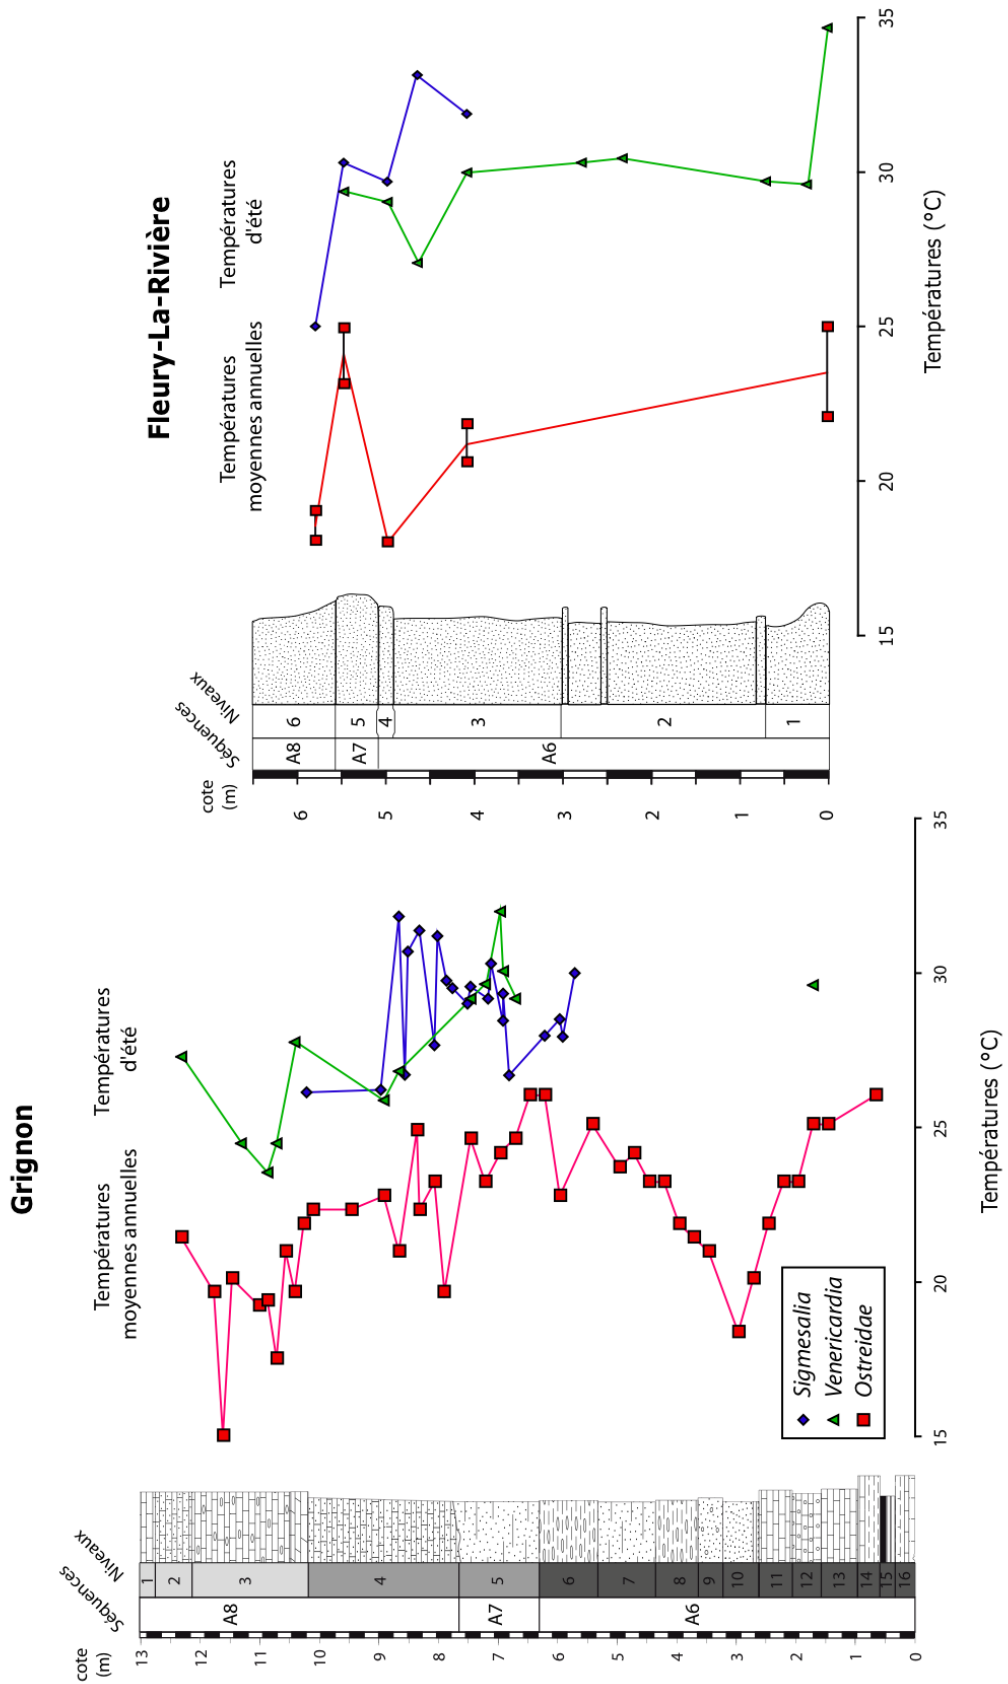 Grignon
Températures
moyennes annuelles
Températures
d'été
cote
(m)
Séquences
Niveaux
13
12
11
10
9
8
7
6
5
4
3
2
1
0
A8
A7
A6
1
2
3
4
5
6
7
8
9
10
11
12
13
14
15
16
Sigmesalia
Venericardia
Ostreidae
15
20
25
30
35
Températures (°C)
Fleury-La-Rivière
Températures
moyennes annuelles
Températures
d'été
cote
(m)
Séquences
Niveaux
6
5
4
3
2
1
0
A8
A7
A6
6
5
4
3
2
1
15
20
25
30
35
Températures (°C)